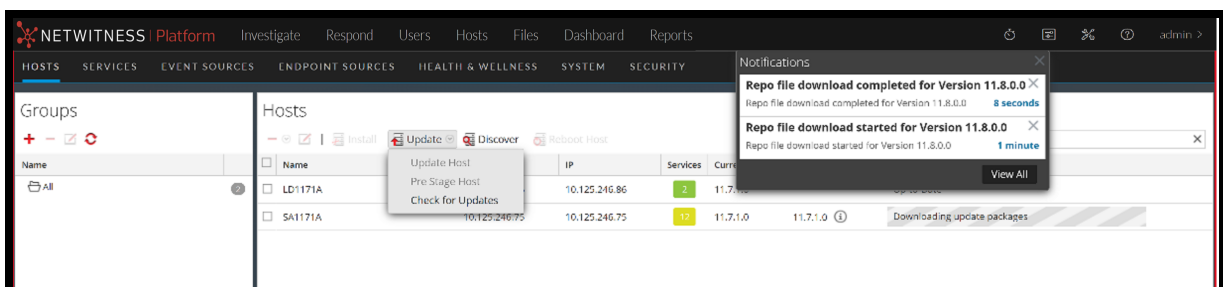 NETWITNESS Platform Investigate Respond Users Hosts Files Dashboard Reports admin >
HOSTS SERVICES EVENT SOURCES ENDPOINT SOURCES HEALTH & WELLNESS SYSTEM SECURITY
Notifications
Repo file download completed for Version 11.8.0.0
Repo file download completed for Version 11.8.0.0 8 seconds
Repo file download started for Version 11.8.0.0
Repo file download started for Version 11.8.0.0 1 minute
View All
Groups
Name
All 2
Hosts
Install Update Discover Reboot Host
Update Host
Pre Stage Host
Check for Updates
Name IP Services
LD1171A 10.125.246.86 2
SA1171A 10.125.246.75 10.125.246.75 12 11.7.1.0 11.7.1.0 Downloading update packages